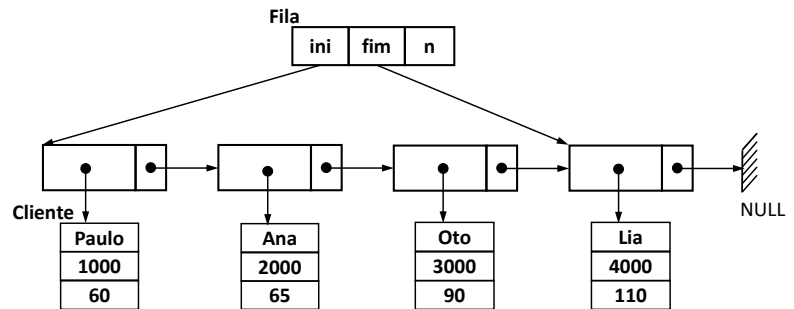 Fila
ini fim n
Cliente
NULL
Paulo Ana Oto Lia
1000 2000 3000 4000
60 65 90 110